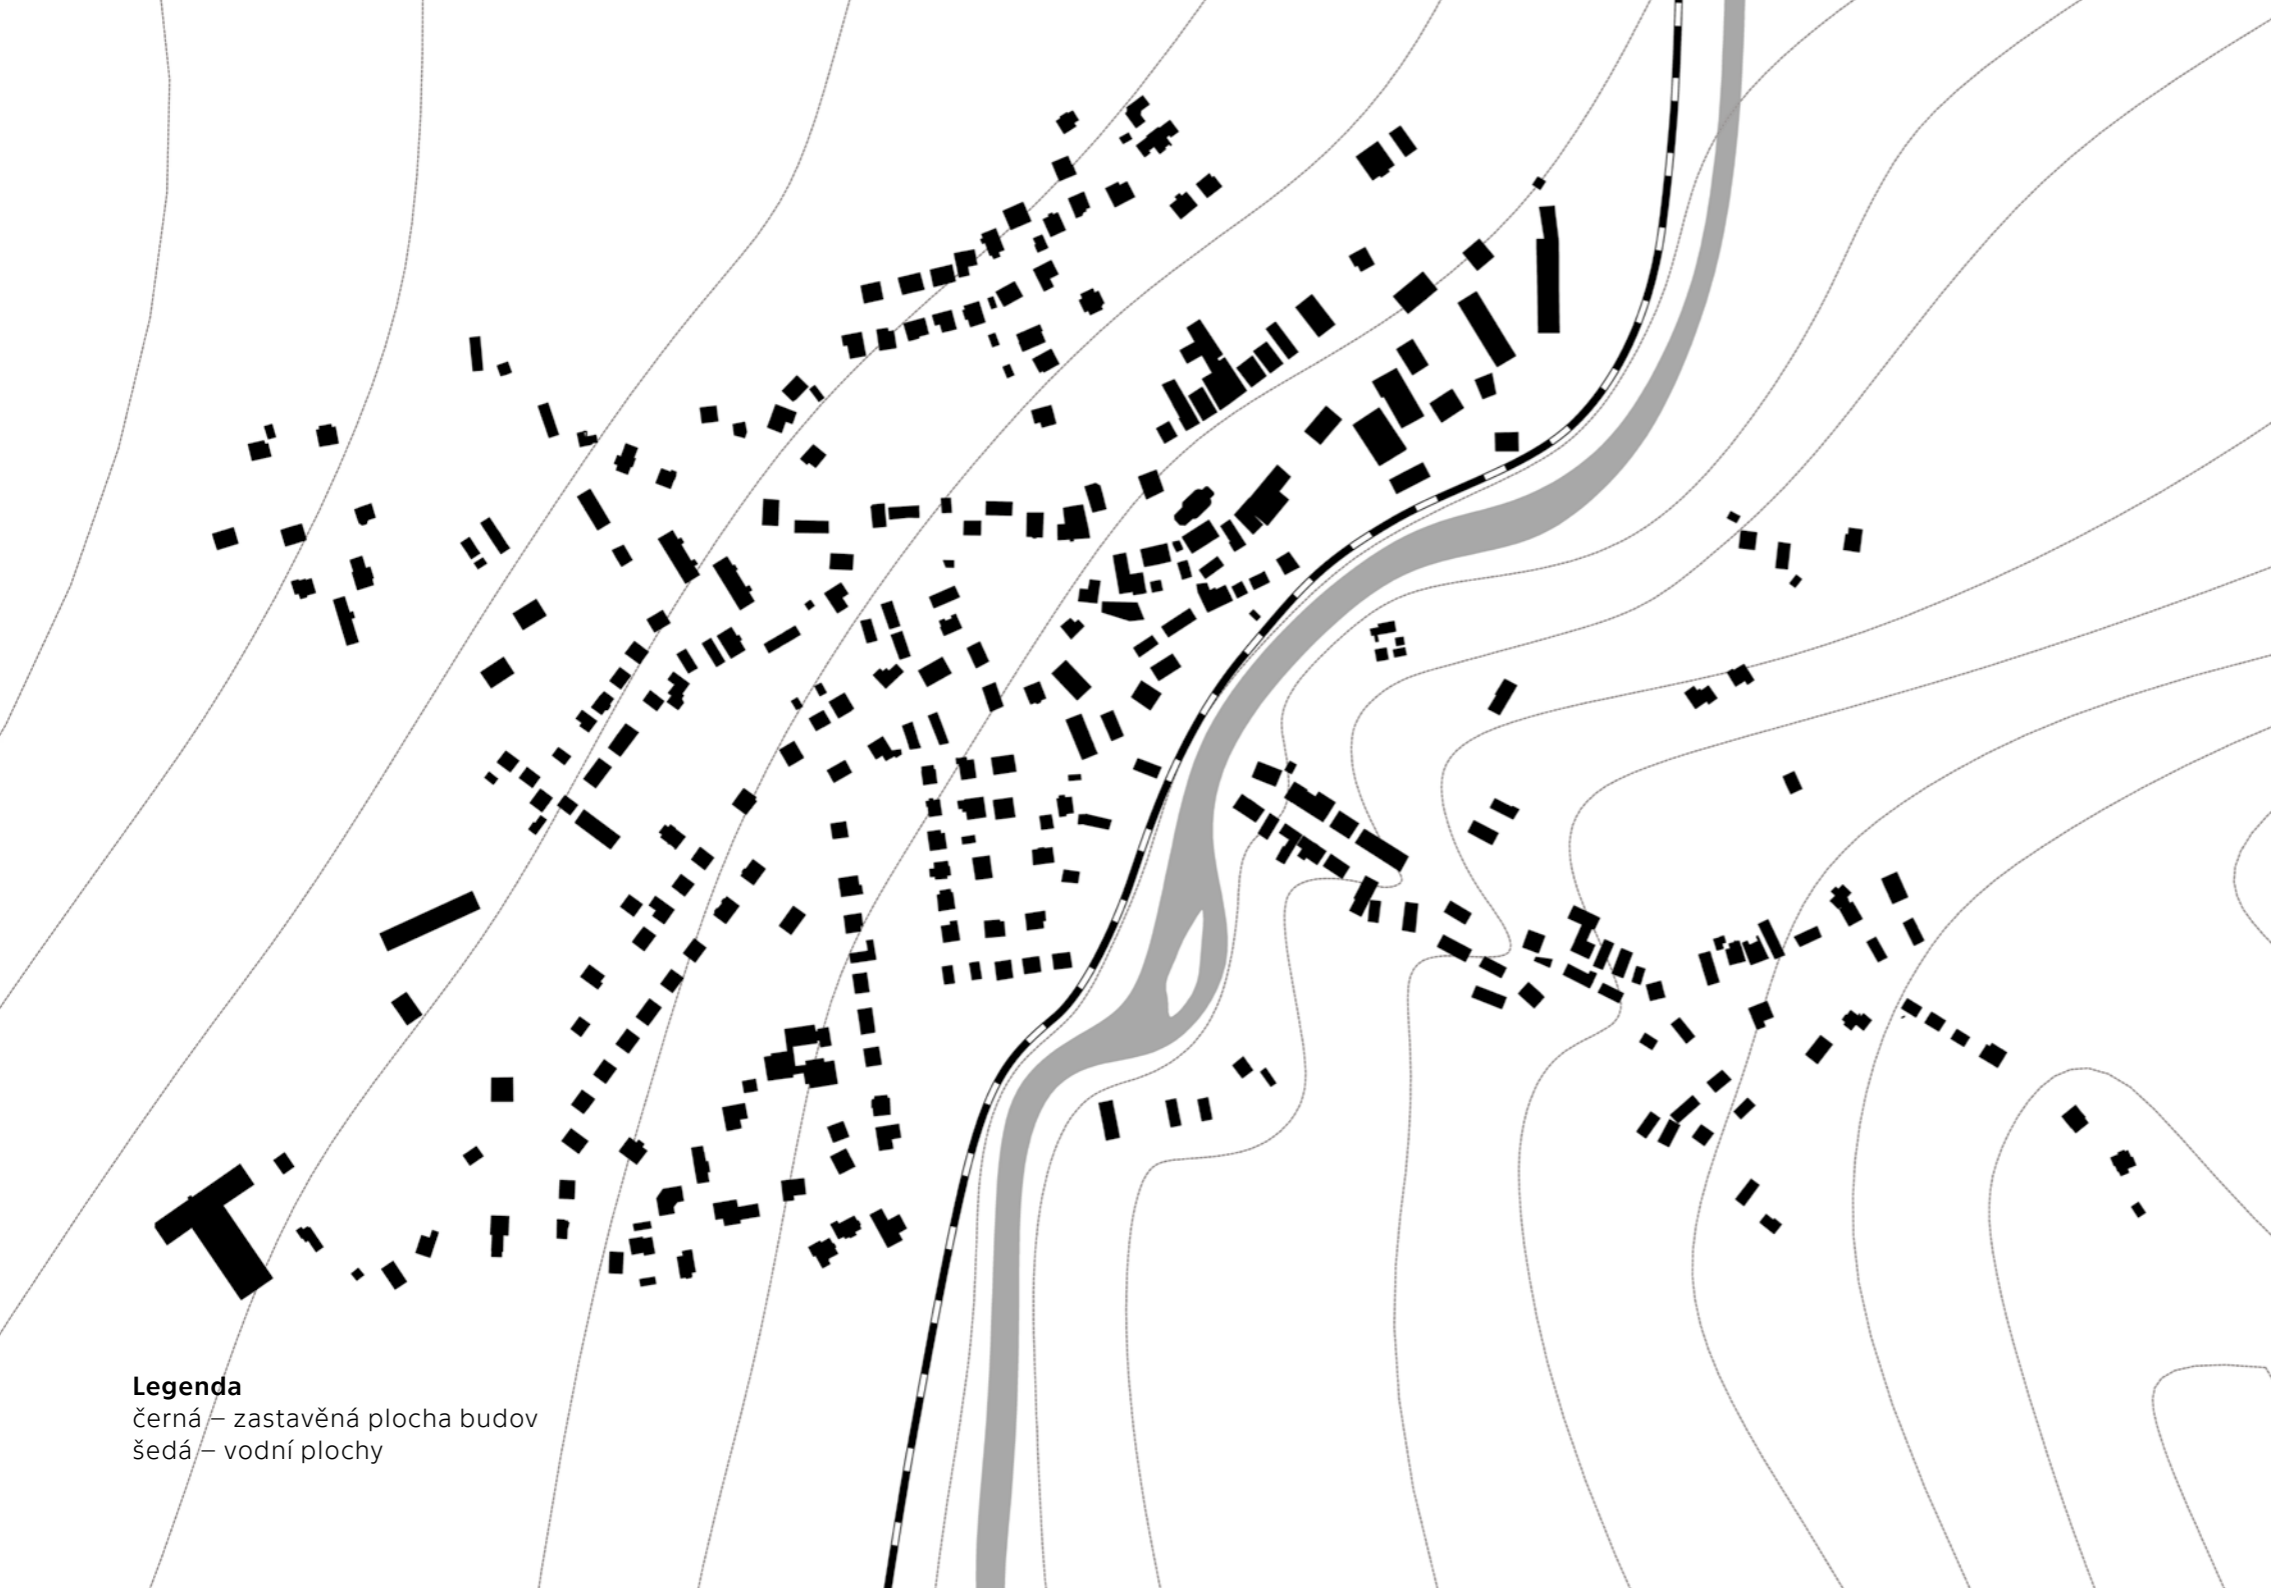 Legenda
černá – zastavěná plocha budov
šedá – vodní plochy